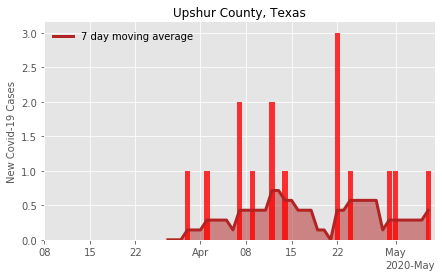 Upshur County, Texas
7 day moving average
New Covid-19 Cases
3.0
2.5
2.0
1.5
1.0
0.5
0.0
08 15 22 Apr 08 15 22 May
2020-May